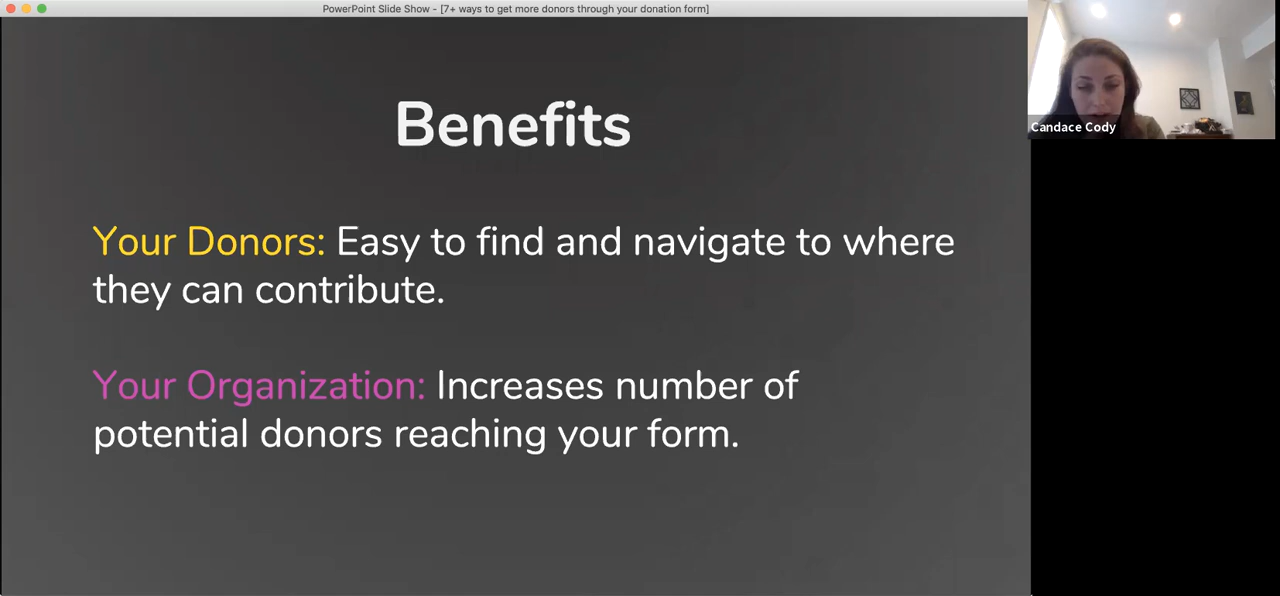 PowerPoint Slide Show - [7+ ways to get more donors through your donation form]
Candace Cody
Benefits
Your Donors: Easy to find and navigate to where
they can contribute.
Your Organization: Increases number of
potential donors reaching your form.